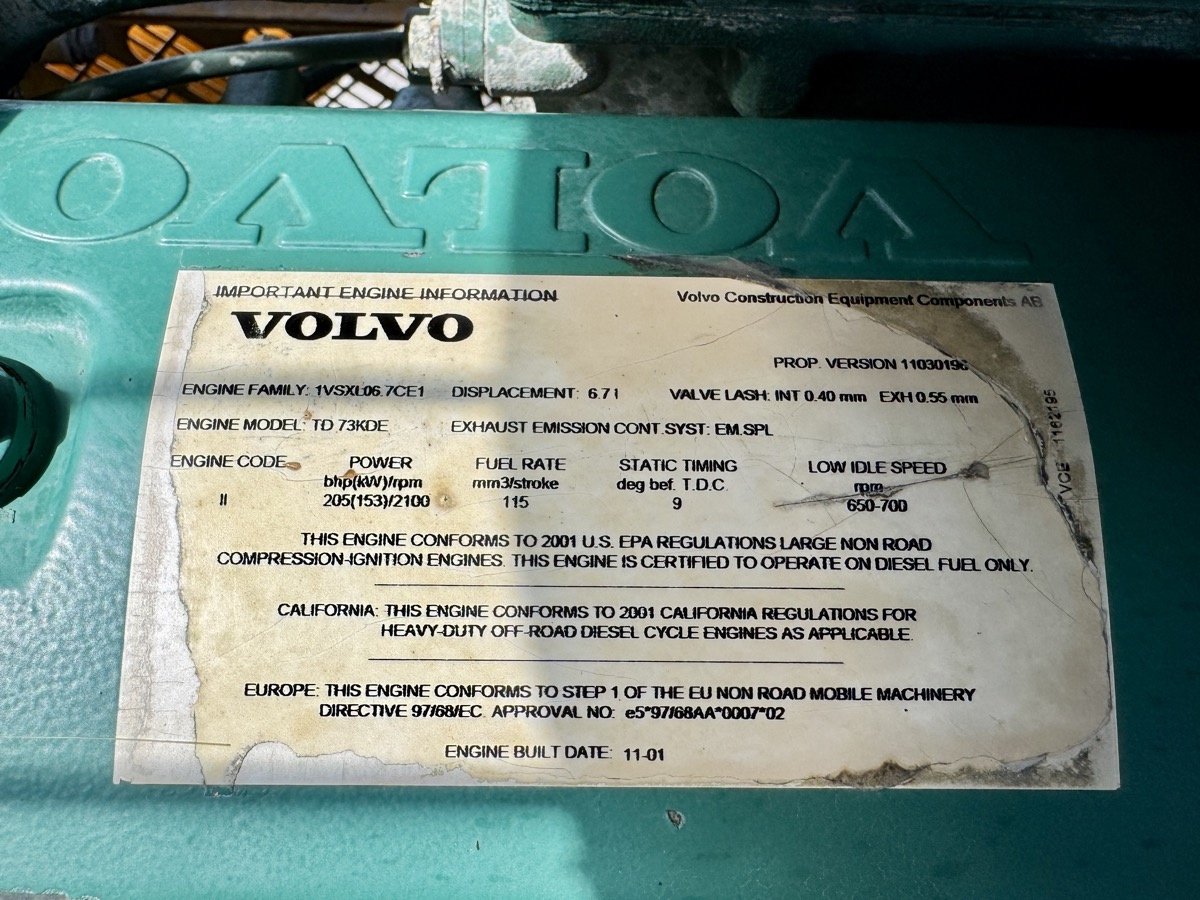 VOLVO
IMPORTANT ENGINE INFORMATION Volvo Construction Equipment Components AB
VOLVO
PROP. VERSION 11030196
ENGINE FAMILY: 1VSXL06.7CE1 DISPLACEMENT: 6.7 l VALVE LASH: INT 0.40 mm EXH 0.55 mm
ENGINE MODEL: TD 73KDE EXHAUST EMISSION CONT.SYST: EM.SPL
ENGINE CODE POWER FUEL RATE STATIC TIMING LOW IDLE SPEED
bhp(kW)/rpm mm3/stroke deg bef. T.D.C. rpm
II 205(153)/2100 115 9 650-700
THIS ENGINE CONFORMS TO 2001 U.S. EPA REGULATIONS LARGE NON ROAD
COMPRESSION-IGNITION ENGINES. THIS ENGINE IS CERTIFIED TO OPERATE ON DIESEL FUEL ONLY.
CALIFORNIA: THIS ENGINE CONFORMS TO 2001 CALIFORNIA REGULATIONS FOR
HEAVY-DUTY OFF-ROAD DIESEL CYCLE ENGINES AS APPLICABLE.
EUROPE: THIS ENGINE CONFORMS TO STEP 1 OF THE EU NON ROAD MOBILE MACHINERY
DIRECTIVE 97/68/EC. APPROVAL NO: e5*97/68AA*0007*02
ENGINE BUILT DATE: 11-01
VCE 1162195